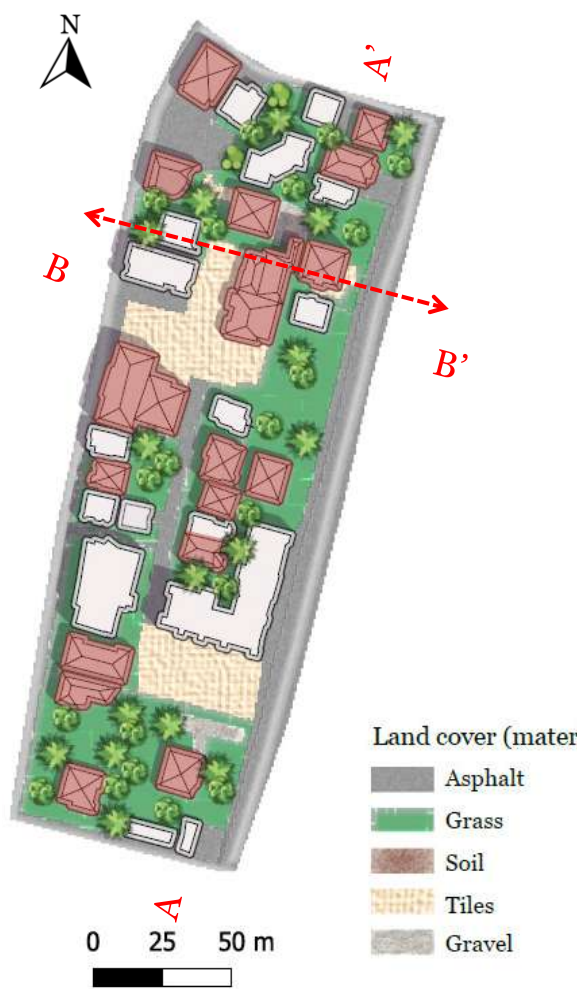 N
A’
B
B’
A
Land cover (mater
Asphalt
Grass
Soil
Tiles
Gravel
0 25 50 m